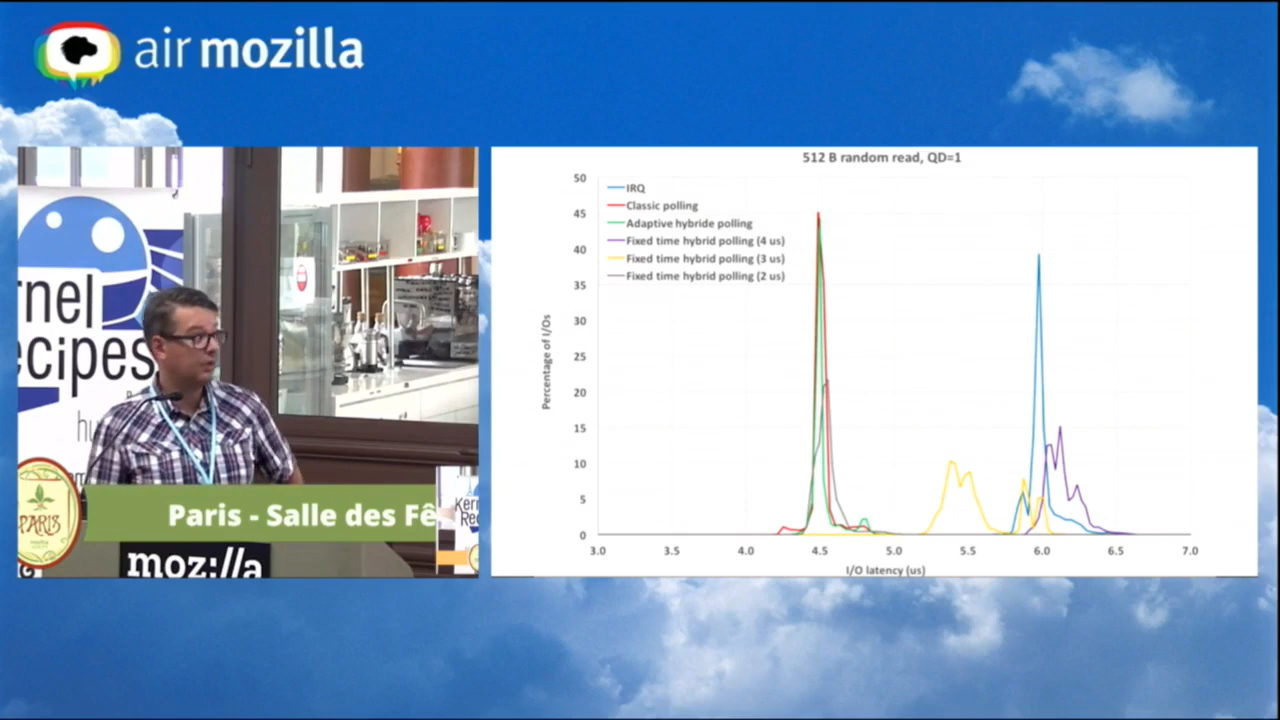 air mozilla
rnel
ecipes
hu
PARIS
Paris - Salle des Fê
Ker
Re
moz://a
512 B random read, QD=1
IRQ
Classic polling
Adaptive hybride polling
Fixed time hybrid polling (4 us)
Fixed time hybrid polling (3 us)
Fixed time hybrid polling (2 us)
Percentage of I/Os
50
45
40
35
30
25
20
15
10
5
0
3.0 3.5 4.0 4.5 5.0 5.5 6.0 6.5 7.0
I/O latency (us)